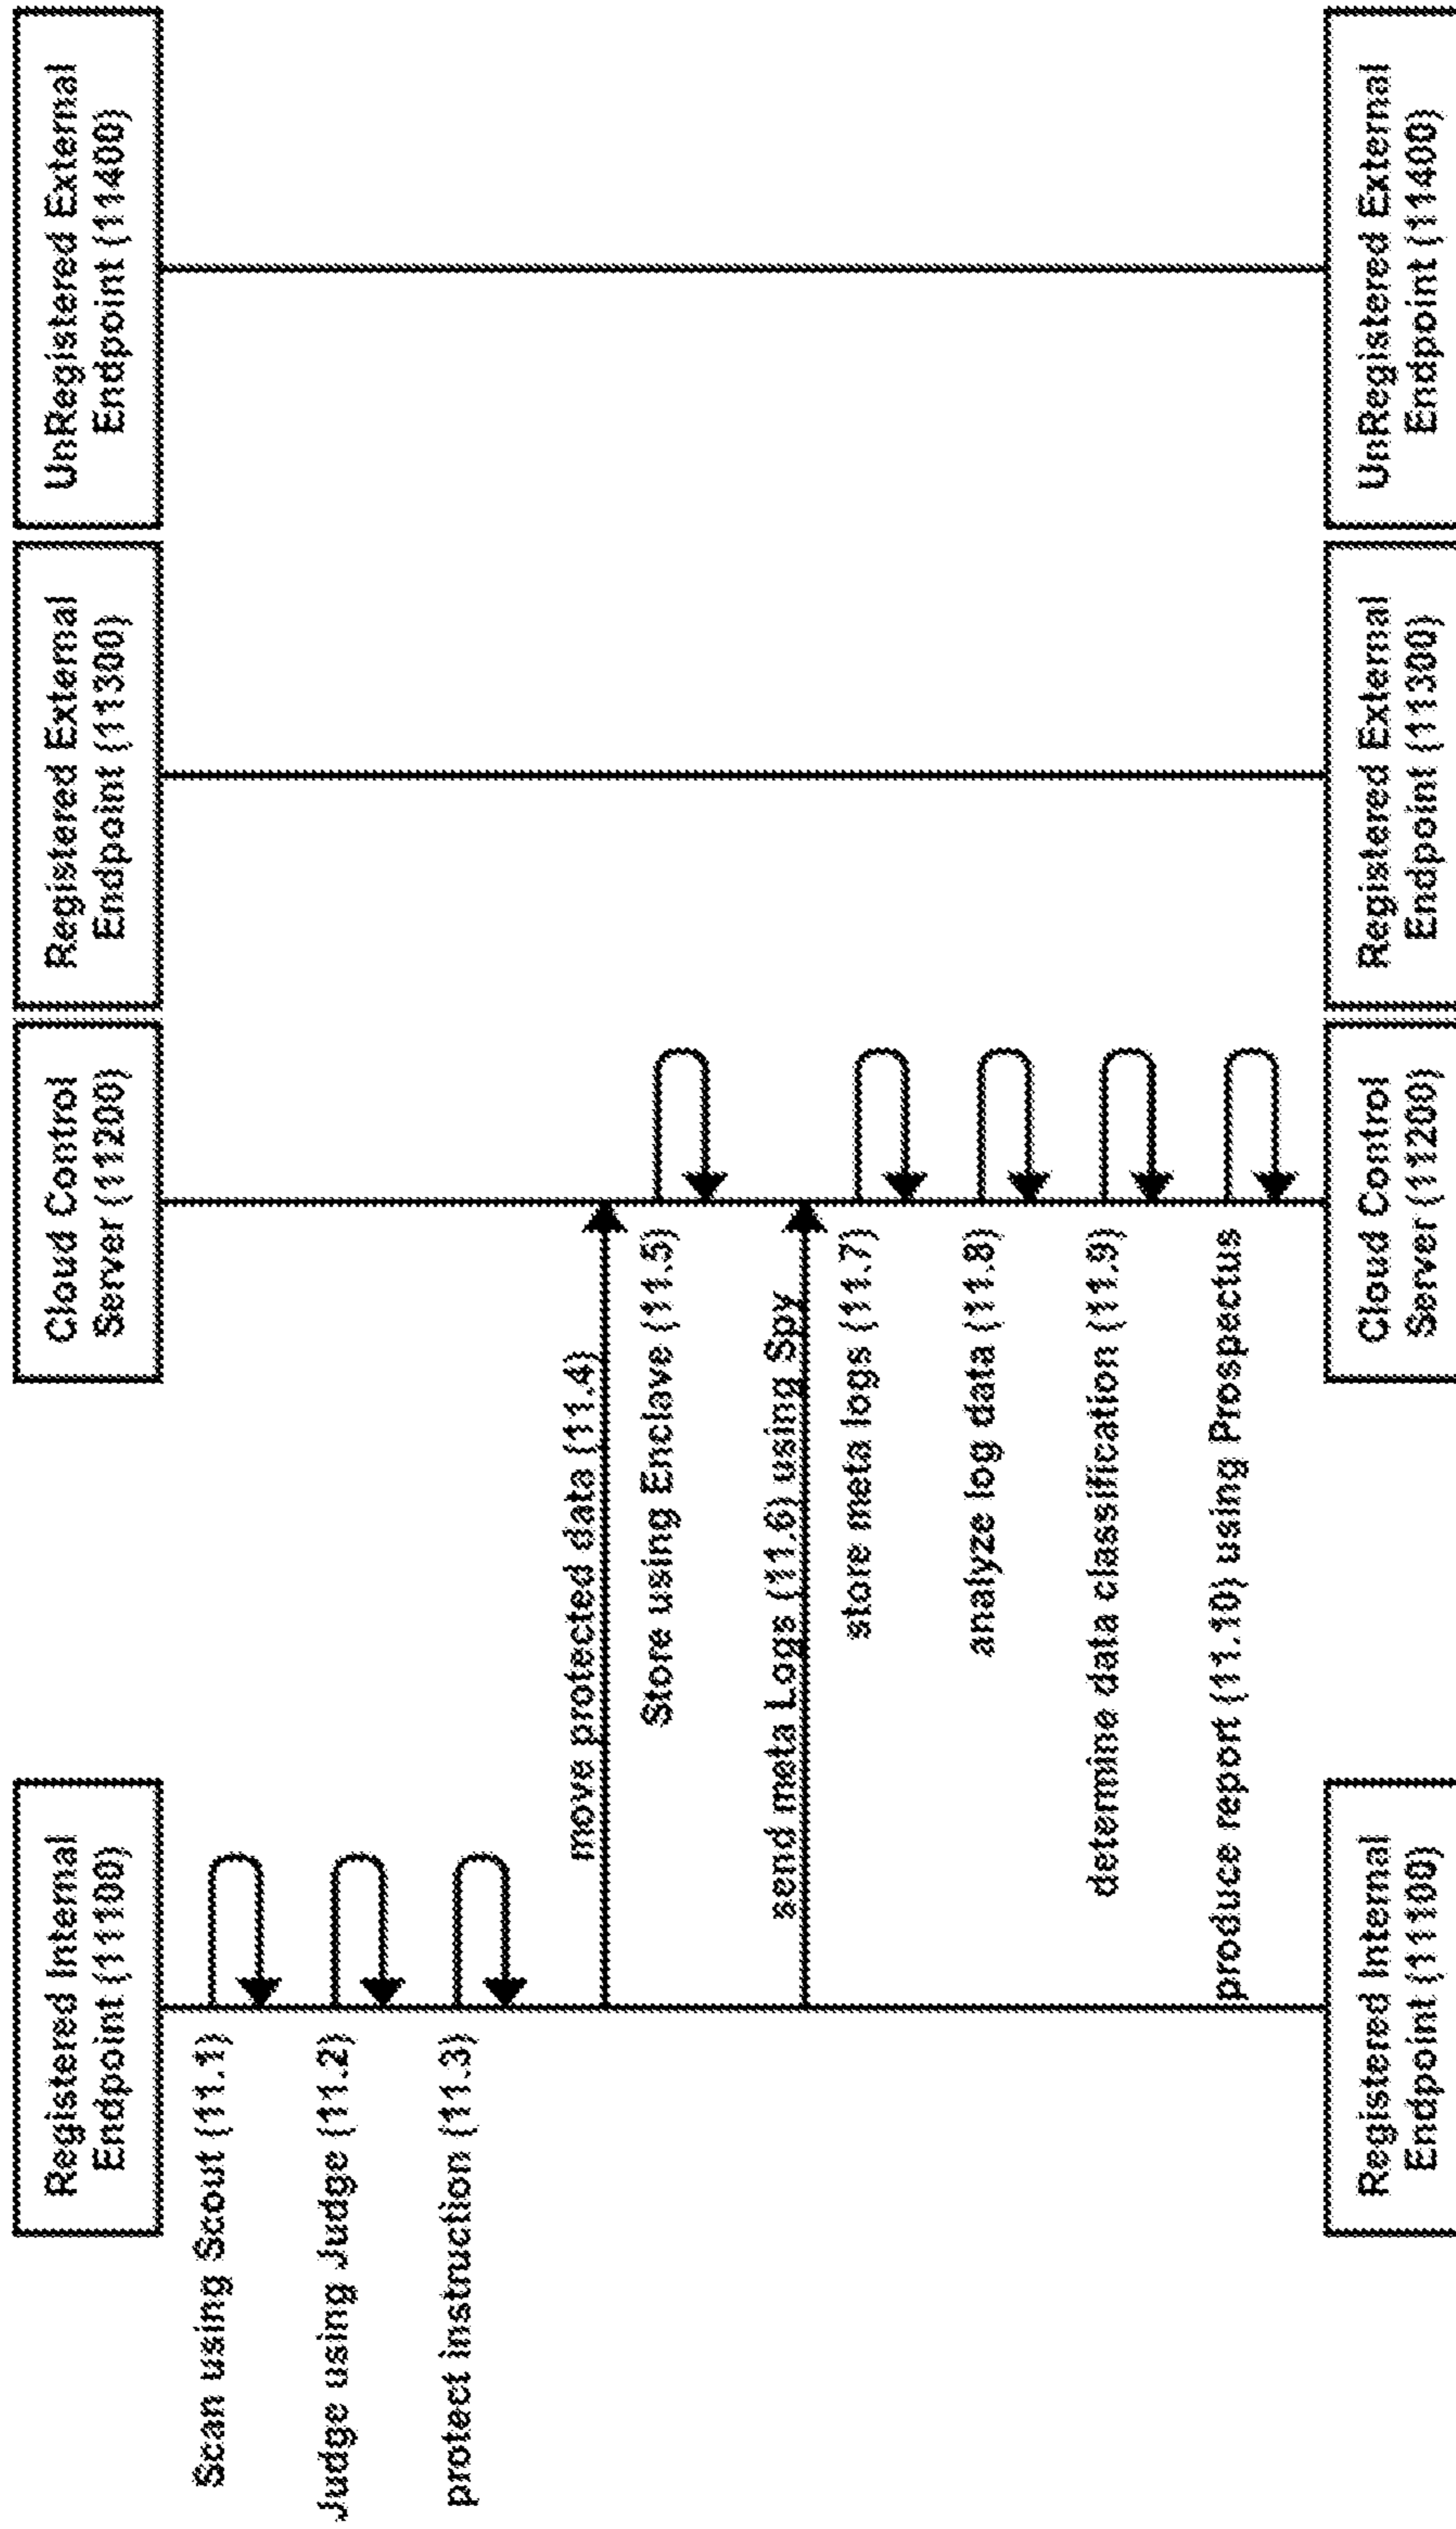 Registered Internal
Endpoint (11100)
Cloud Control
Server (11200)
Registered External
Endpoint (11300)
UnRegistered External
Endpoint (11400)
Scan using Scout (11.1)
Judge using Judge (11.2)
protect instruction (11.3)
move protected data (11.4)
Store using Enclave (11.5)
send meta Logs (11.6) using Spy
store meta logs (11.7)
analyze log data (11.8)
determine data classification (11.9)
produce report (11.10) using Prospectus
Registered Internal
Endpoint (11100)
Cloud Control
Server (11200)
Registered External
Endpoint (11300)
UnRegistered External
Endpoint (11400)